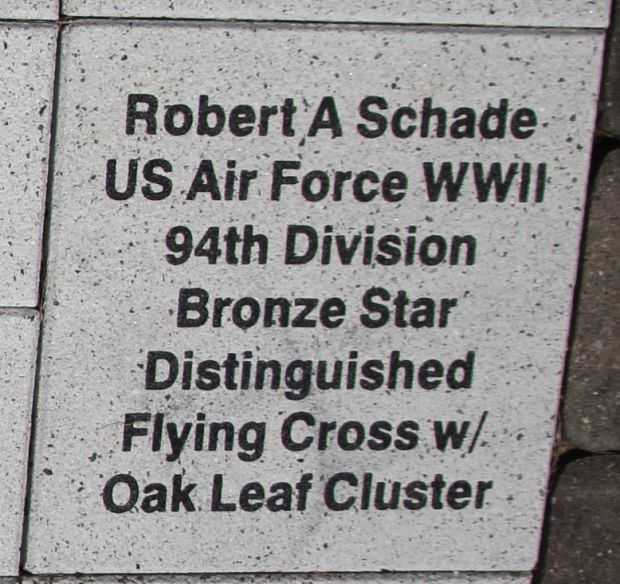 Robert A Schade
US Air Force WWII
94th Division
Bronze Star
Distinguished
Flying Cross w/
Oak Leaf Cluster